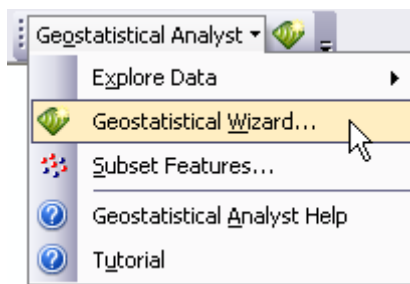 Geostatistical Analyst
Explore Data
Geostatistical Wizard...
Subset Features...
Geostatistical Analyst Help
Tutorial